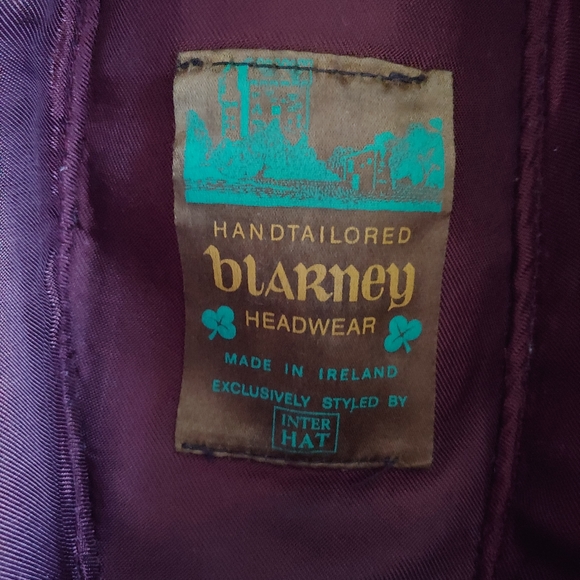 HANDTAILORED
blarney
HEADWEAR
MADE IN IRELAND
EXCLUSIVELY STYLED BY
INTER
HAT